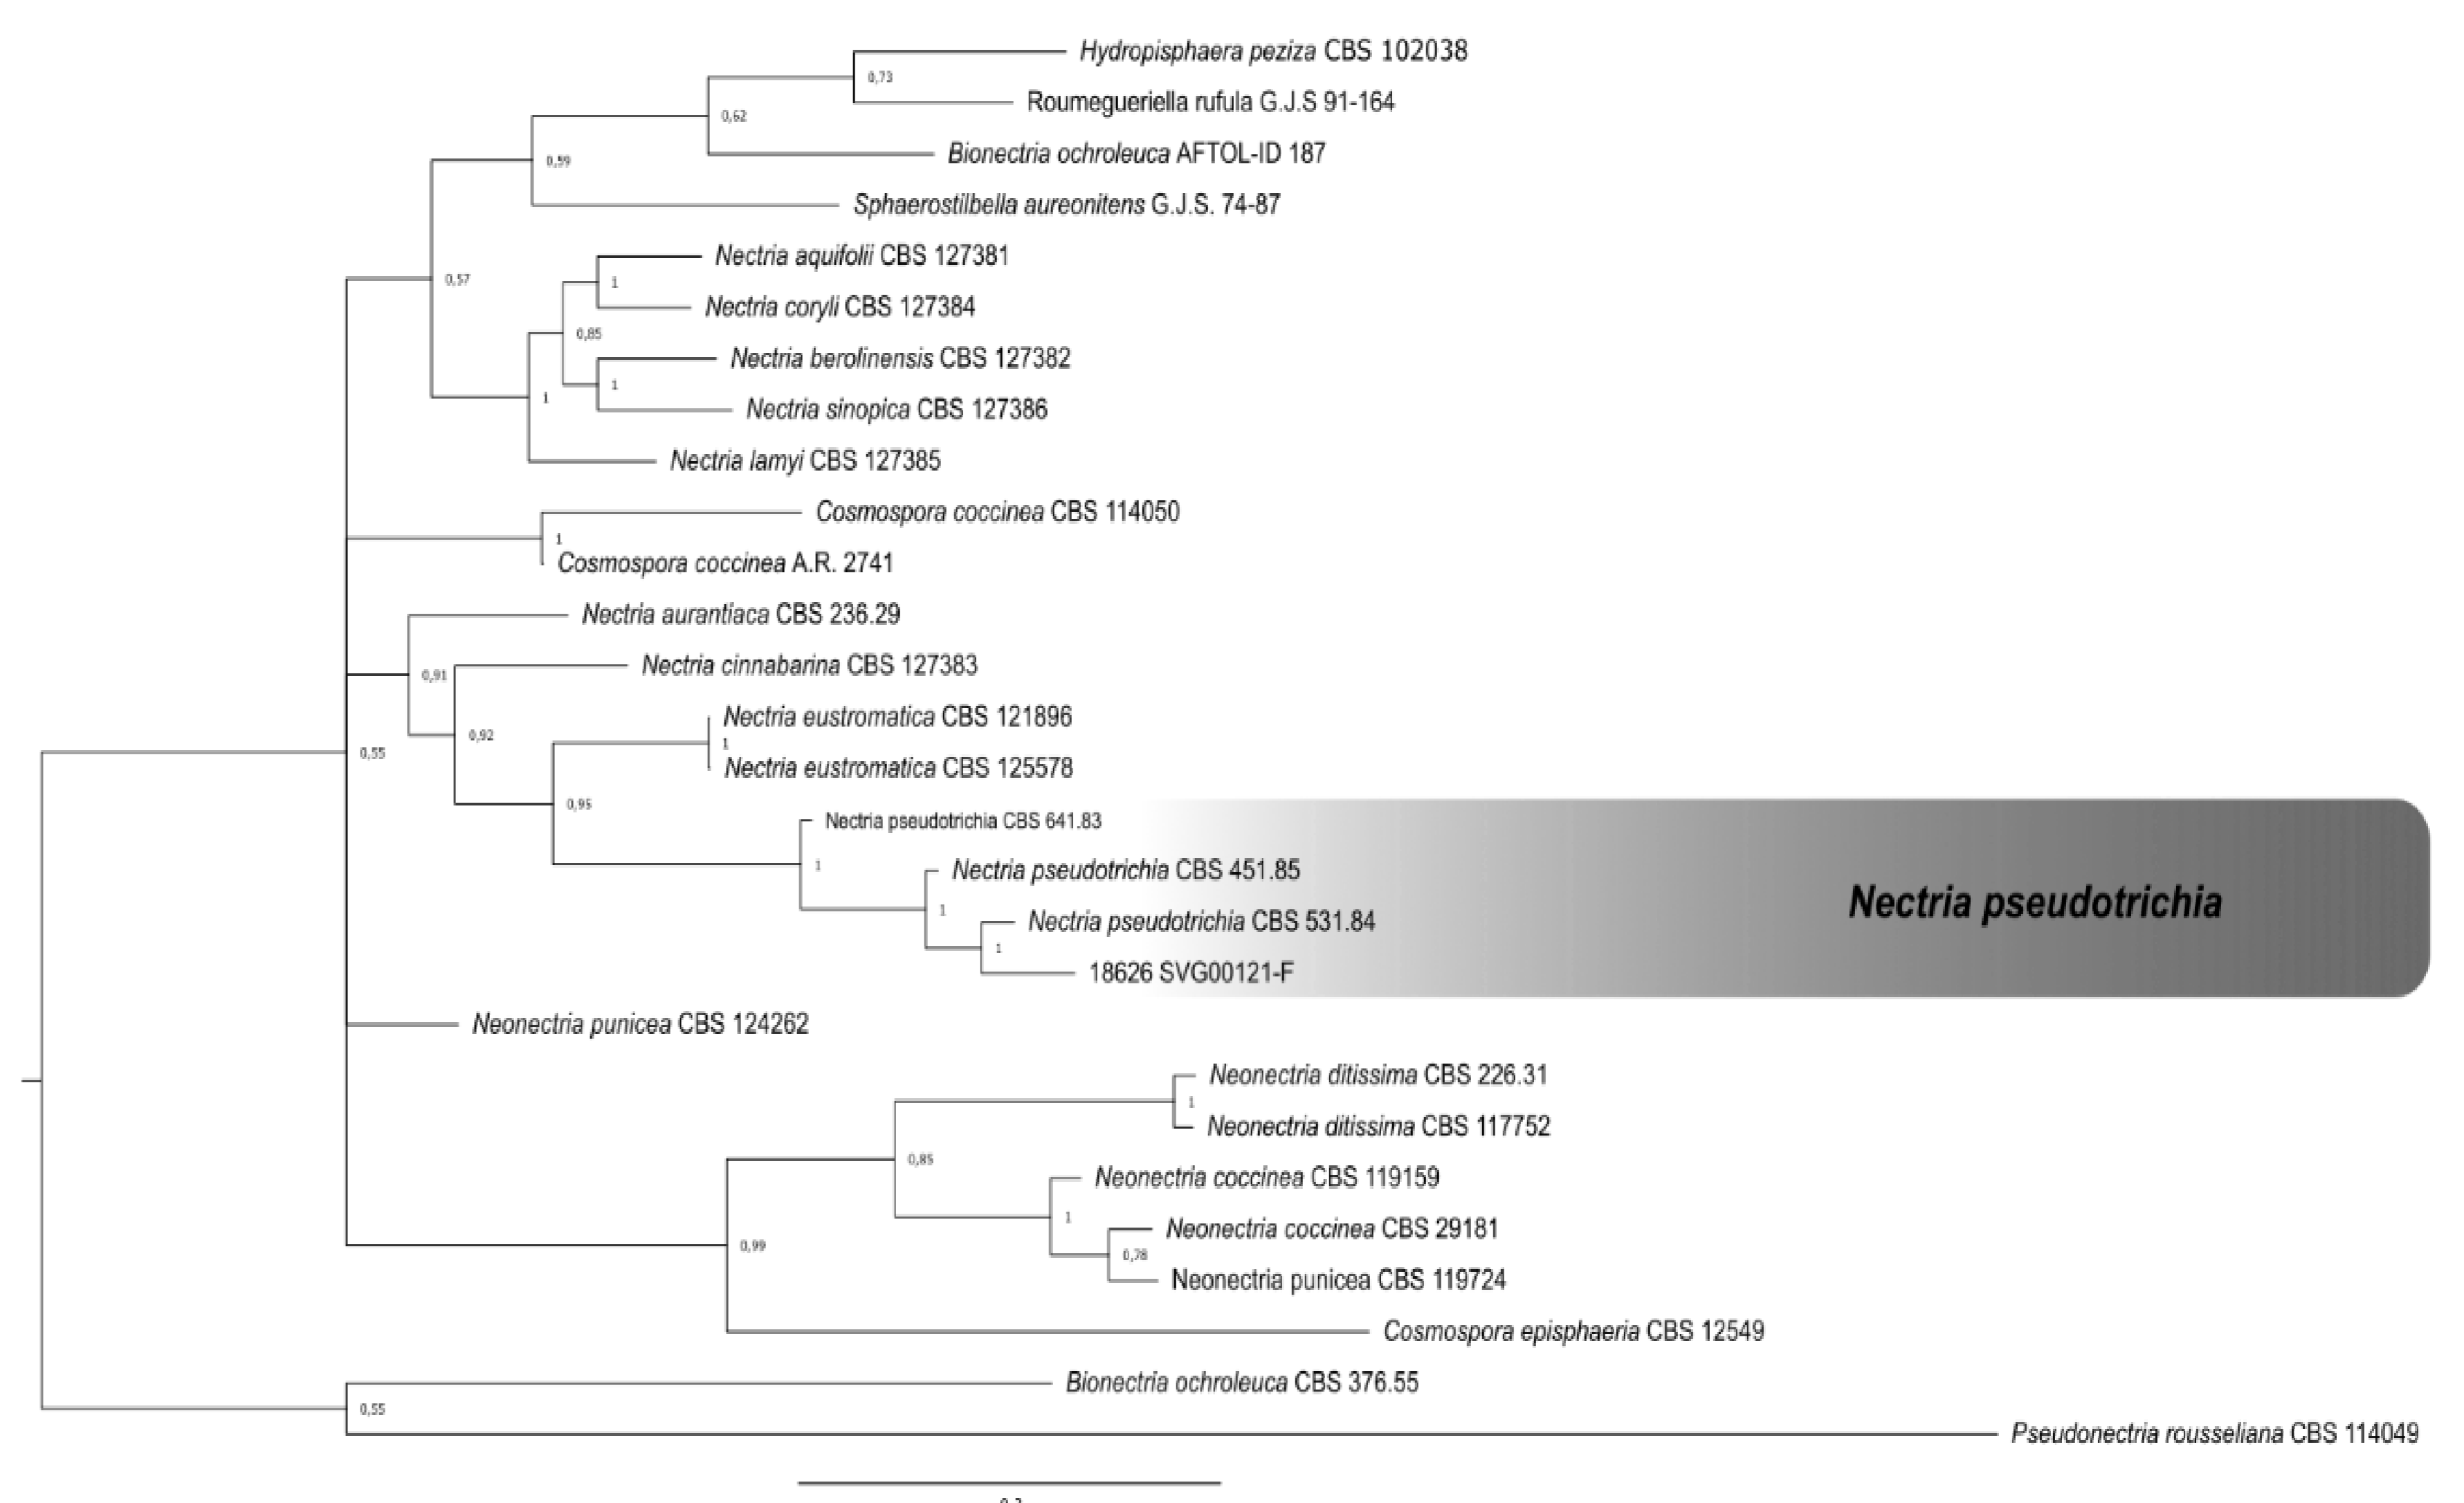 Hydropisphaera peziza CBS 102038
0,73
Roumegueriella rufula G.J.S 91-164
0,62
Bionectria ochroleuca AFTOL-ID 187
0,59
Sphaerostilbella aureonitens G.J.S. 74-87
Nectria aquifolii CBS 127381
0,57
1
Nectria coryli CBS 127384
0,85
Nectria berolinensis CBS 127382
1
1
Nectria sinopica CBS 127386
Nectria lamyi CBS 127385
Cosmospora coccinea CBS 114050
1
Cosmospora coccinea A.R. 2741
Nectria aurantiaca CBS 236.29
Nectria cinnabarina CBS 127383
0,91
Nectria eustromatica CBS 121896
0,92
1
0,55
Nectria eustromatica CBS 125578
0,95
Nectria pseudotrichia CBS 641.83
1
Nectria pseudotrichia CBS 451.85
Nectria pseudotrichia
1
Nectria pseudotrichia CBS 531.84
1
18626 SVG00121-F
Neonectria punicea CBS 124262
Neonectria ditissima CBS 226.31
1
Neonectria ditissima CBS 117752
0,85
Neonectria coccinea CBS 119159
1
Neonectria coccinea CBS 29181
0,99
0,78
Neonectria punicea CBS 119724
Cosmospora episphaeria CBS 12549
Bionectria ochroleuca CBS 376.55
0,55
Pseudonectria rousseliana CBS 114049